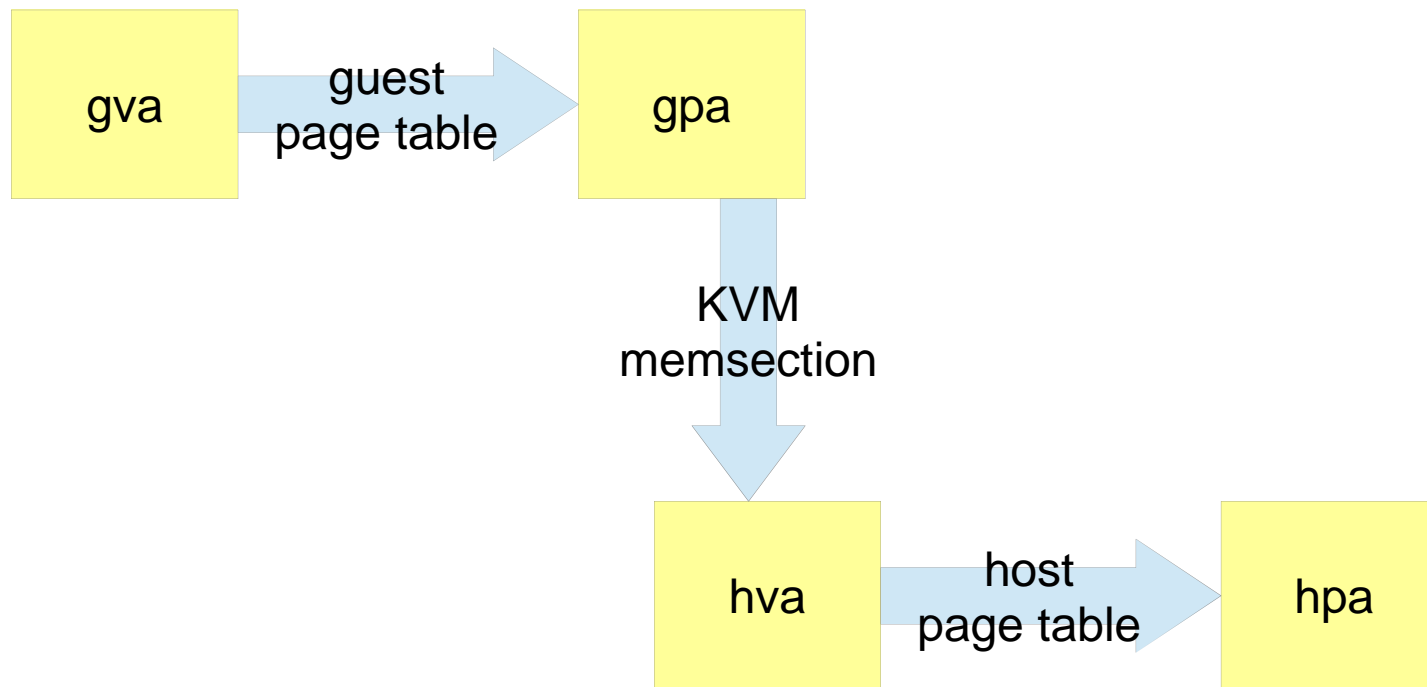 gva
guest
page table
gpa
KVM
memsection
hva
host
page table
hpa